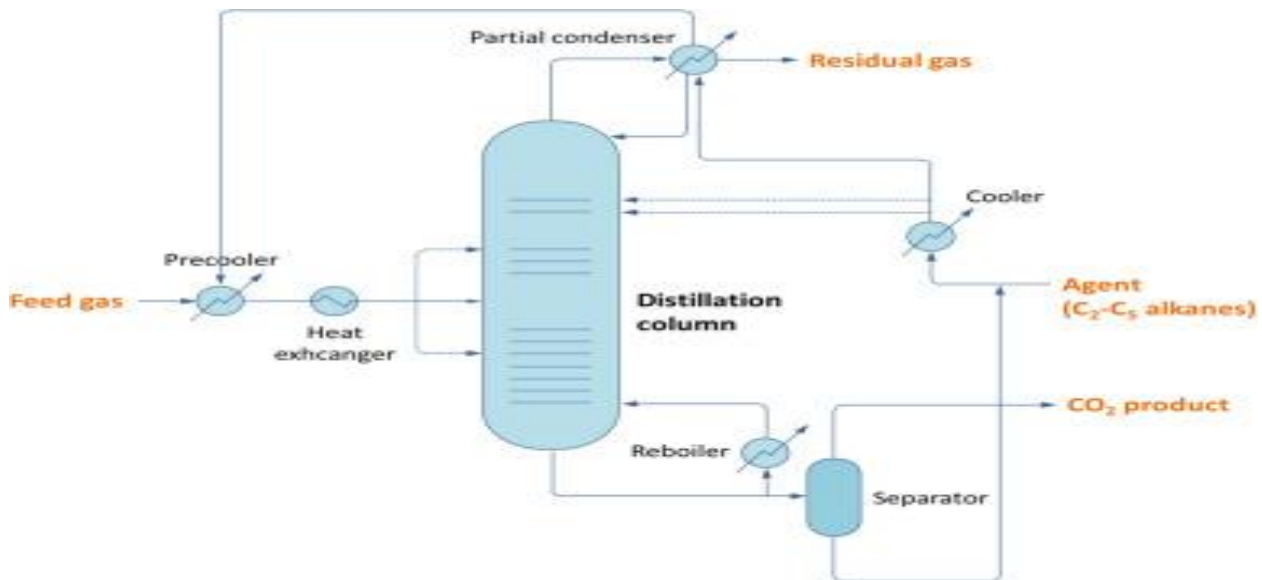 Partial condenser
Residual gas
Cooler
Precooler
Feed gas
Agent
(C₂-C₅ alkanes)
Distillation
column
Heat
exhcanger
CO₂ product
Reboiler
Separator